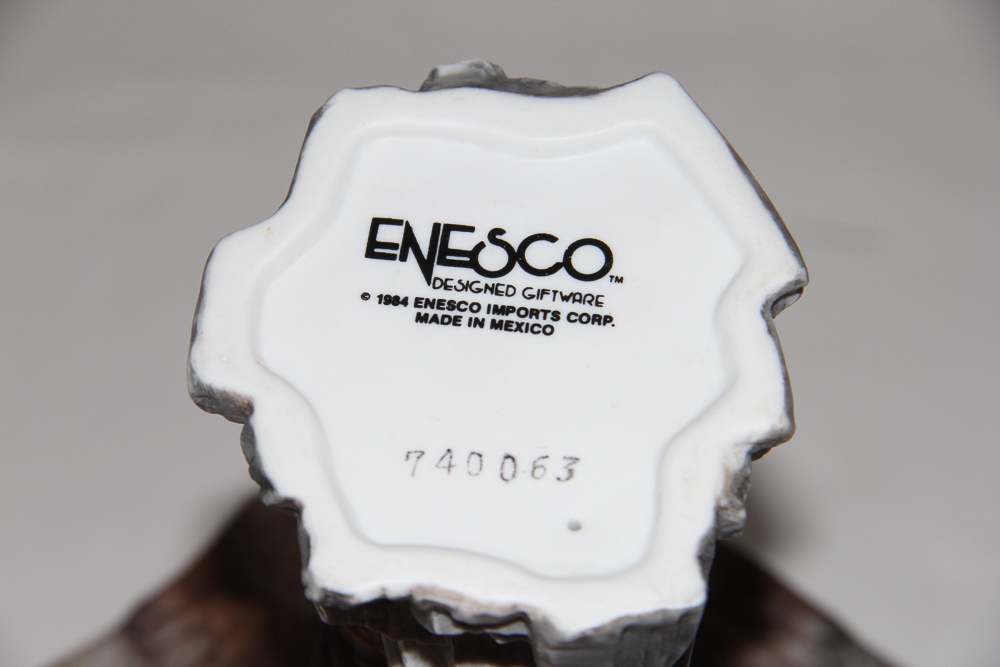 ENESCO™
DESIGNED GIFTWARE
© 1984 ENESCO IMPORTS CORP.
MADE IN MEXICO
740063